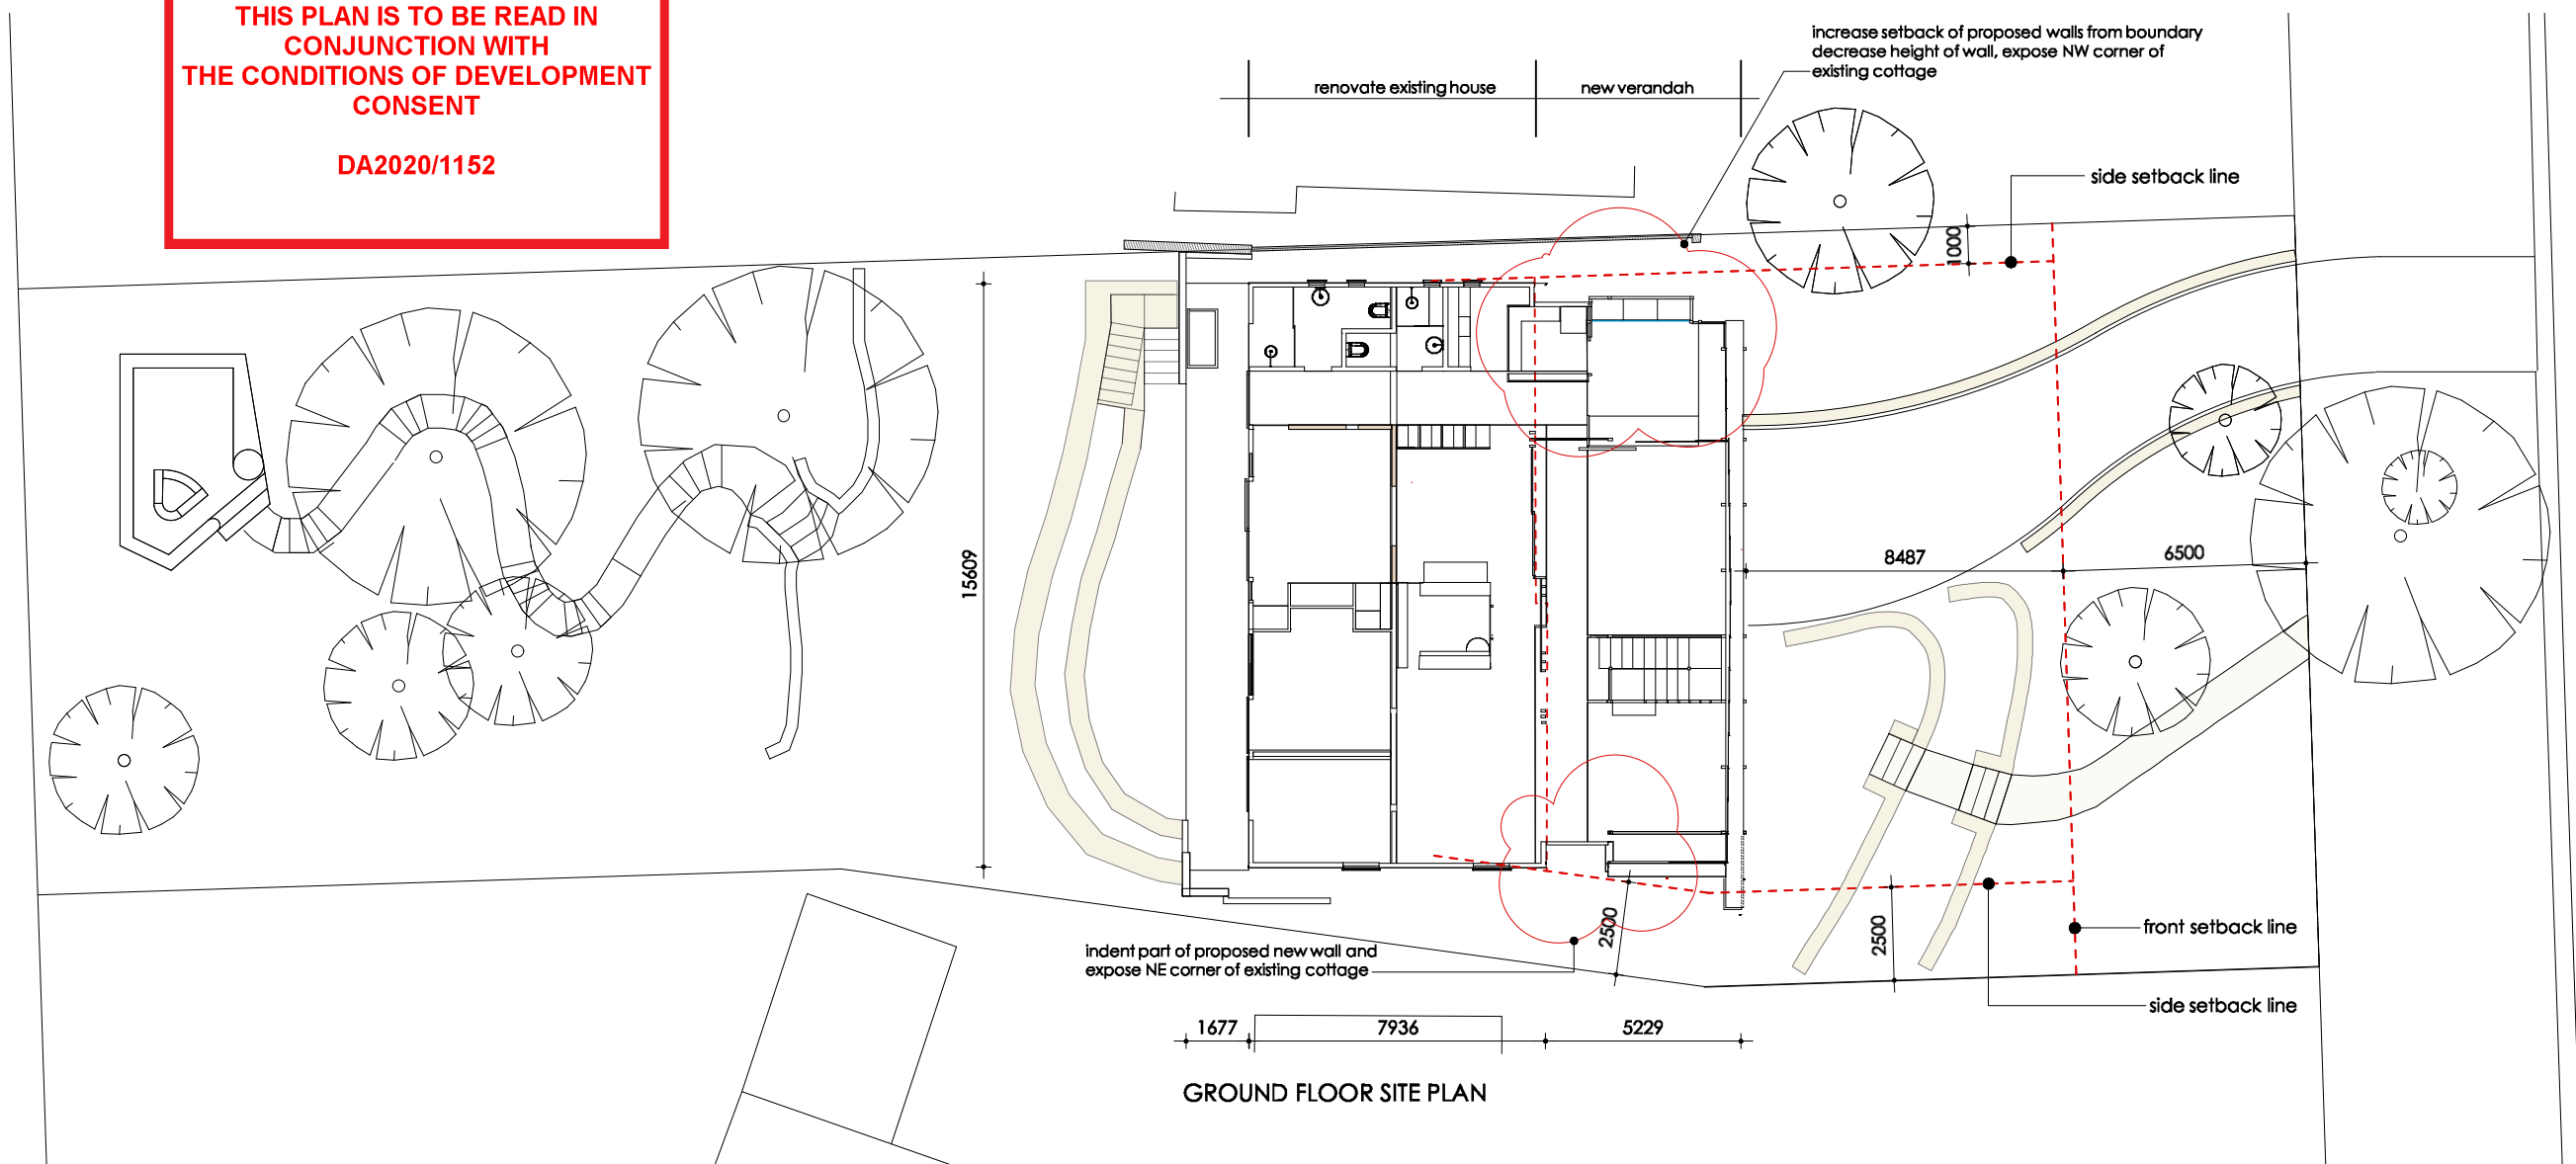 THIS PLAN IS TO BE READ IN
CONJUNCTION WITH
THE CONDITIONS OF DEVELOPMENT
CONSENT
DA2020/1152
increase setback of proposed walls from boundary
decrease height of wall, expose NW corner of
existing cottage
renovate existing house
new verandah
side setback line
1000
15609
8487
6500
2500
2500
front setback line
indent part of proposed new wall and
expose NE corner of existing cottage
side setback line
1677
7936
5229
GROUND FLOOR SITE PLAN